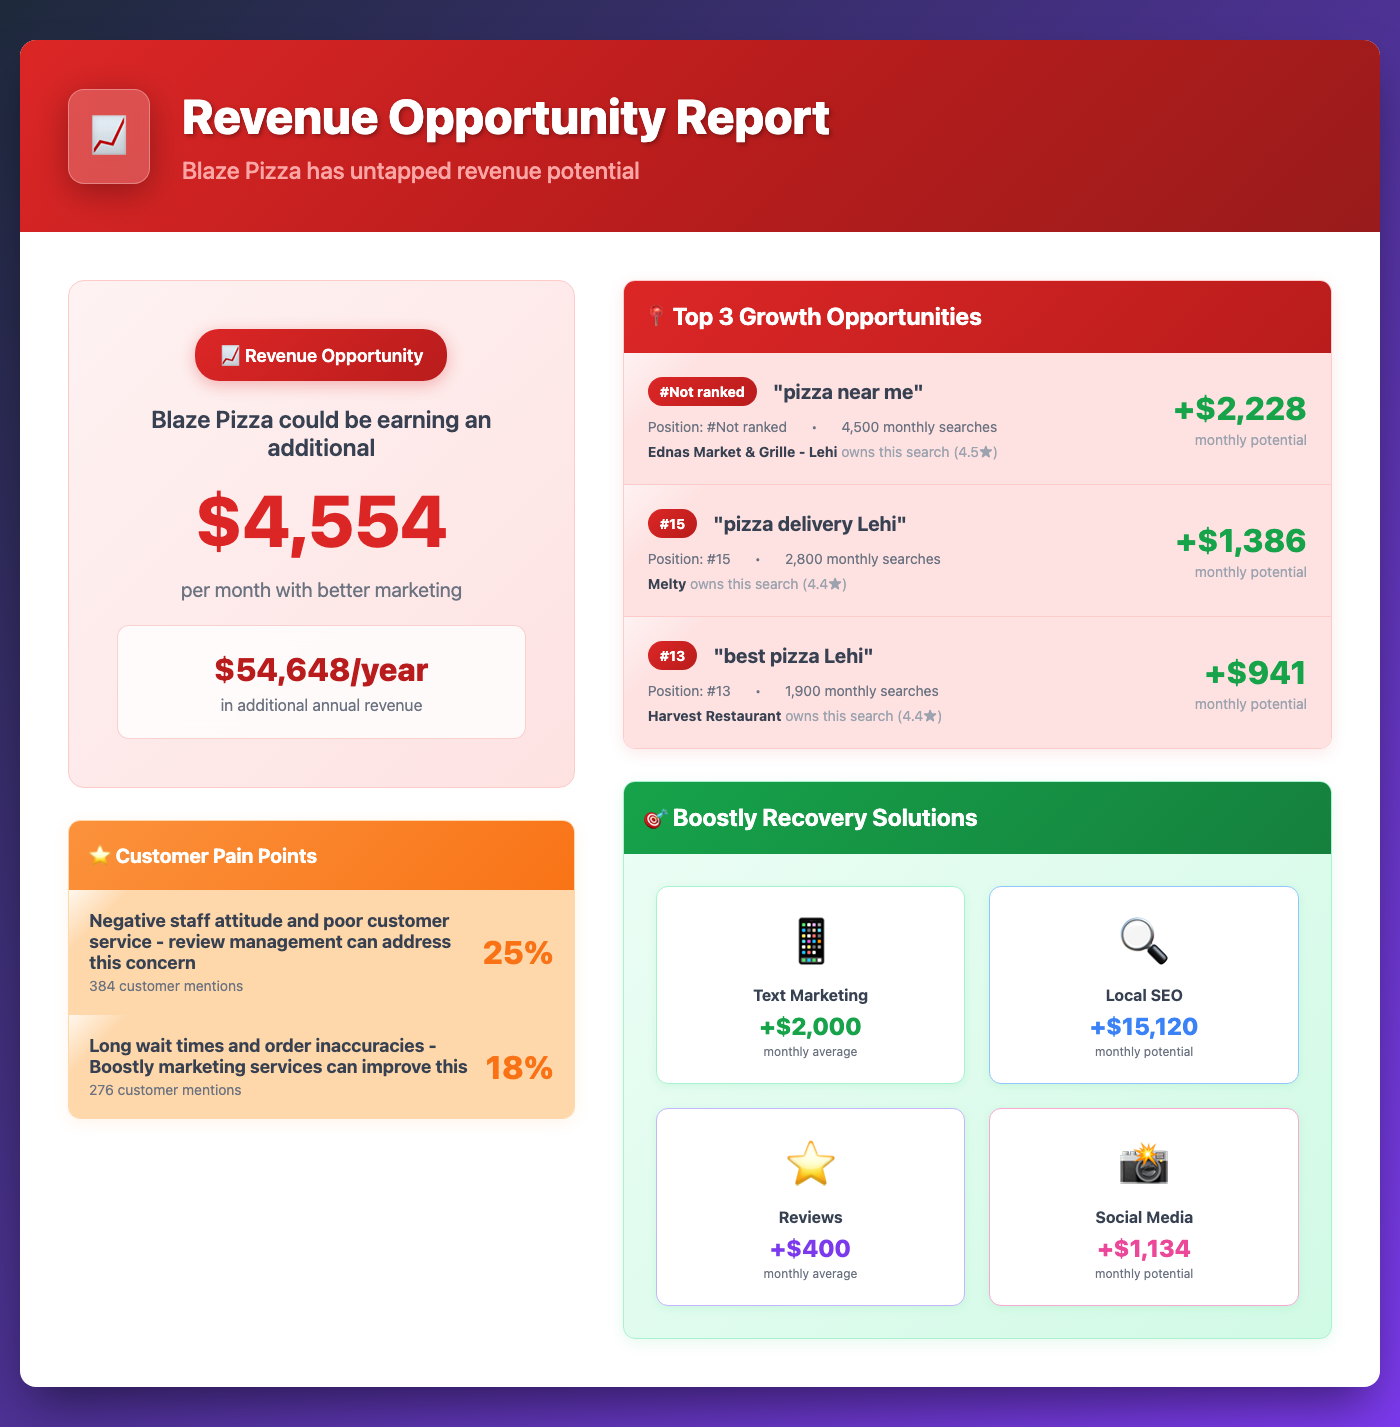 Revenue Opportunity Report
Blaze Pizza has untapped revenue potential
Revenue Opportunity
Blaze Pizza could be earning an
additional
$4,554
per month with better marketing
$54,648/year
in additional annual revenue
Customer Pain Points
Negative staff attitude and poor customer
service - review management can address
this concern
384 customer mentions
25%
Long wait times and order inaccuracies -
Boostly marketing services can improve this
276 customer mentions
18%
Top 3 Growth Opportunities
#Not ranked "pizza near me"
Position: #Not ranked • 4,500 monthly searches
Ednas Market & Grille - Lehi owns this search (4.5★)
+$2,228
monthly potential
#15 "pizza delivery Lehi"
Position: #15 • 2,800 monthly searches
Melty owns this search (4.4★)
+$1,386
monthly potential
#13 "best pizza Lehi"
Position: #13 • 1,900 monthly searches
Harvest Restaurant owns this search (4.4★)
+$941
monthly potential
Boostly Recovery Solutions
Text Marketing
+$2,000
monthly average
Local SEO
+$15,120
monthly potential
Reviews
+$400
monthly average
Social Media
+$1,134
monthly potential